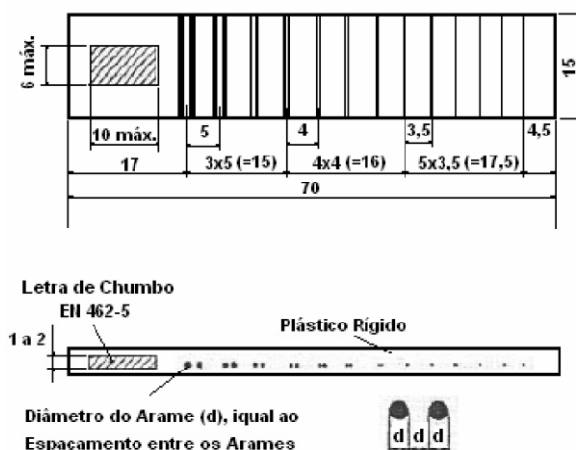 6 máx.
15
10 máx.
5
4
3,5
4,5
17
3x5 (=15)
4x4 (=16)
5x3,5 (=17,5)
70
Letra de Chumbo
EN 462-5
1 a 2
Plástico Rígido
Diâmetro do Arame (d), iqual ao
Espaçamento entre os Arames
d d d